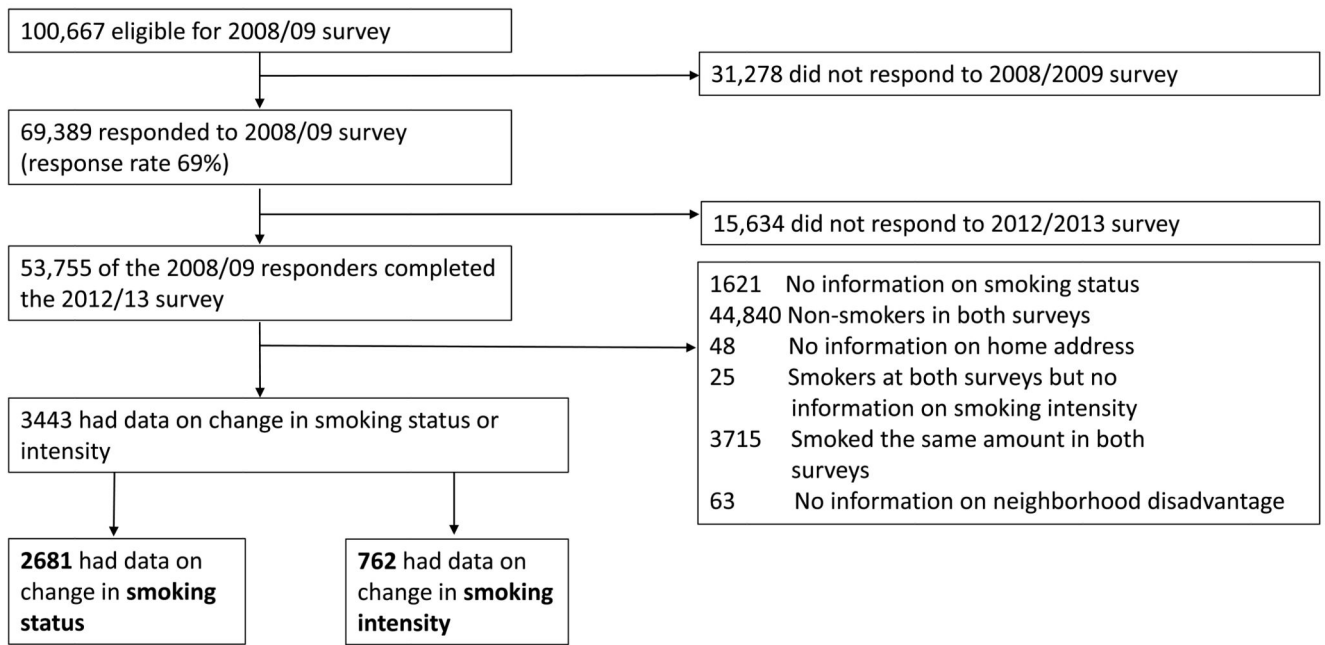 100,667 eligible for 2008/09 survey
31,278 did not respond to 2008/2009 survey
69,389 responded to 2008/09 survey
(response rate 69%)
15,634 did not respond to 2012/2013 survey
53,755 of the 2008/09 responders completed
the 2012/13 survey
1621 No information on smoking status
44,840 Non-smokers in both surveys
48 No information on home address
25 Smokers at both surveys but no
information on smoking intensity
3715 Smoked the same amount in both
surveys
63 No information on neighborhood disadvantage
3443 had data on change in smoking status or
intensity
2681 had data on
change in smoking
status
762 had data on
change in smoking
intensity